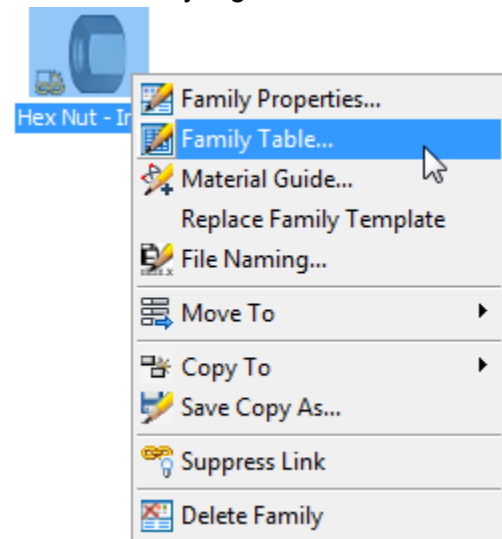 Hex Nut - I
Family Properties...
Family Table...
Material Guide...
Replace Family Template
File Naming...
Move To
Copy To
Save Copy As...
Suppress Link
Delete Family